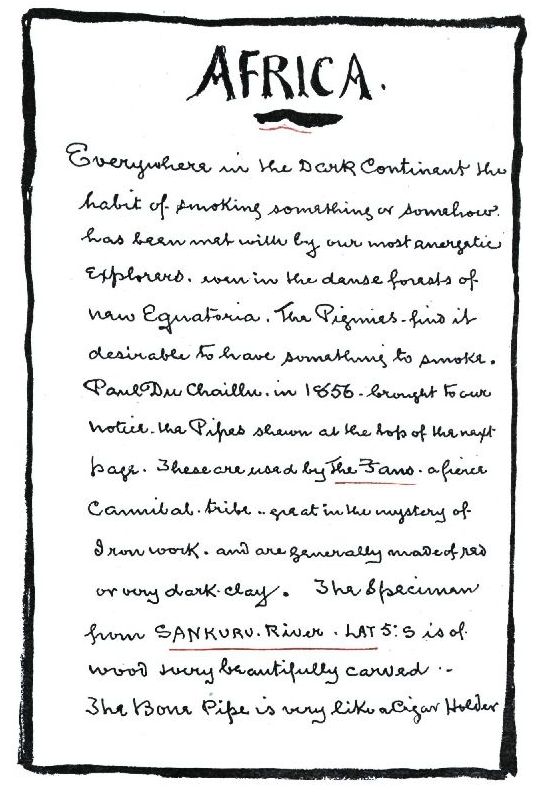 AFRICA.
Everywhere in the Dark Continent the
habit of smoking something or somehow.
has been met with by our most energetic
Explorers. even in the dense forests of
new Equatoria. The Pigmies - find it
desirable to have something to smoke.
Paul Du Chaillu. in 1856 - brought to our
notice - the Pipes shewn at the top of the next
page. These are used by The Fans. a fierce
Cannibal. tribe .. great in the mystery of
Iron work. and are generally made of red
or very dark clay. The Specimen
from SANKURU. River. LAT 5° S is of.
wood very beautifully carved -
The Bone Pipe is very like a Cigar Holder